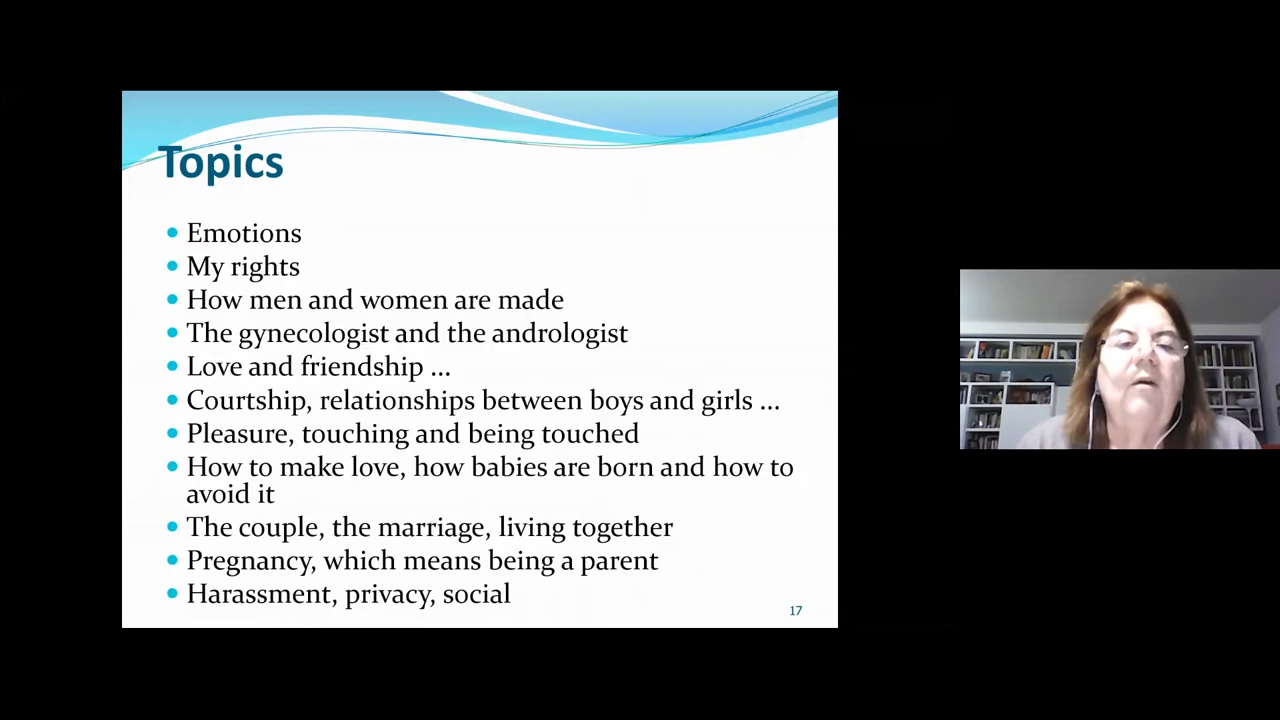 Topics
• Emotions
• My rights
• How men and women are made
• The gynecologist and the andrologist
• Love and friendship ...
• Courtship, relationships between boys and girls ...
• Pleasure, touching and being touched
• How to make love, how babies are born and how to
avoid it
• The couple, the marriage, living together
• Pregnancy, which means being a parent
• Harassment, privacy, social
17